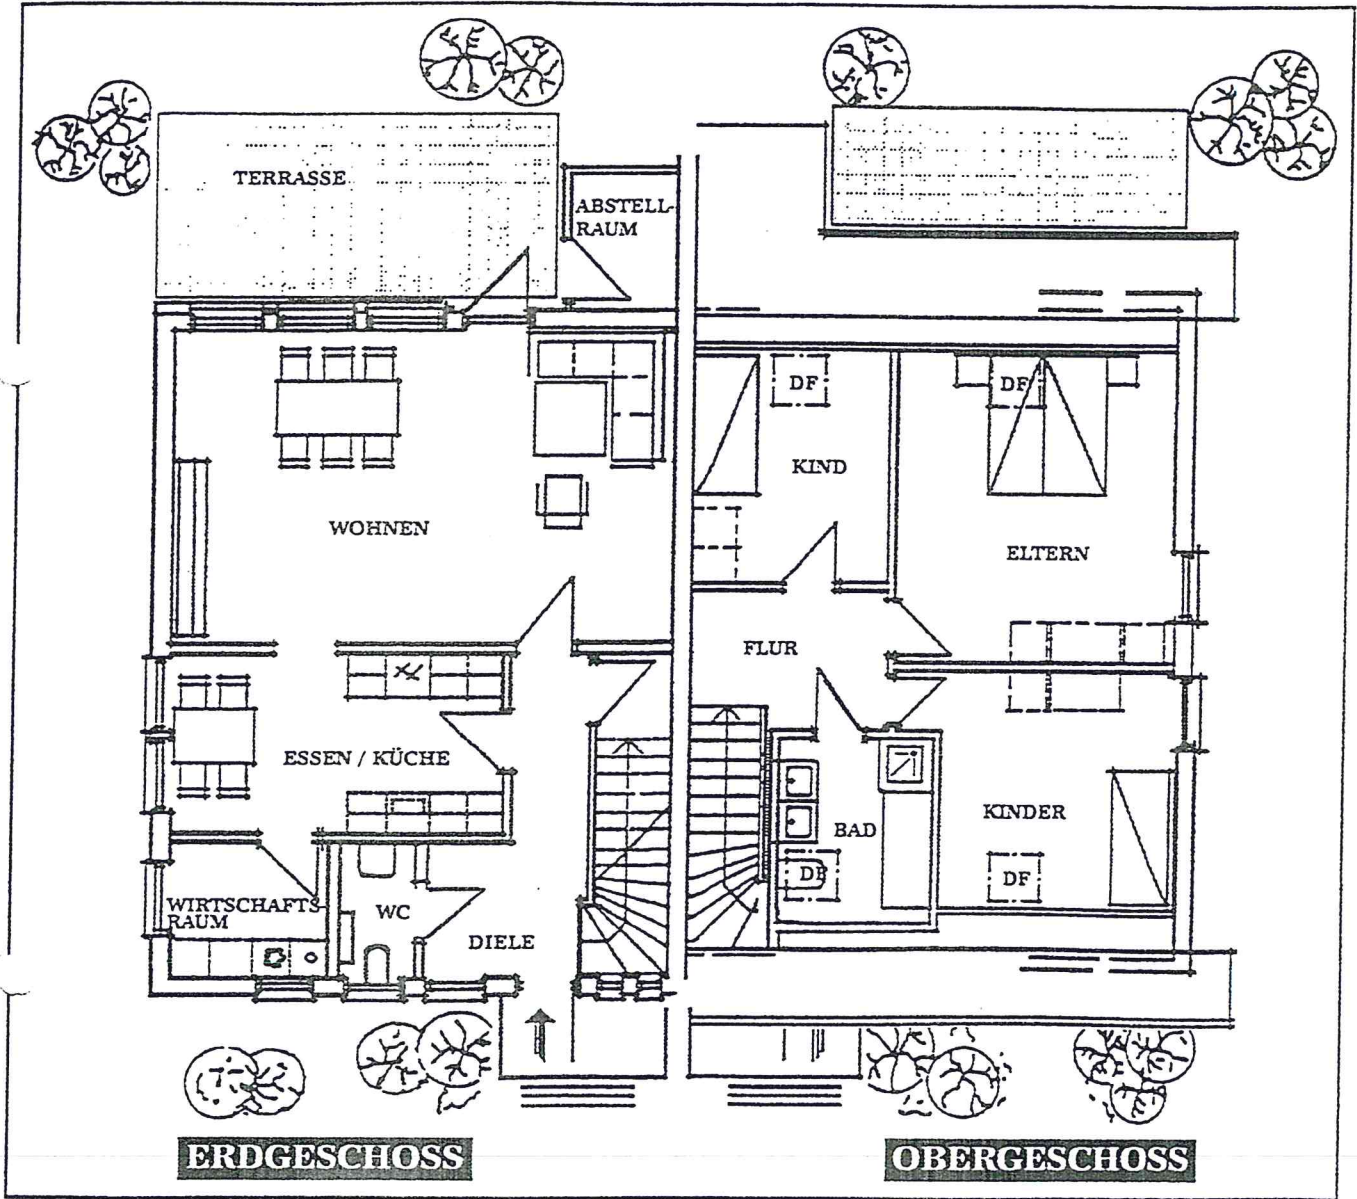 TERRASSE
ABSTELL-
RAUM
WOHNEN
ESSEN / KÜCHE
WIRTSCHAFTS-
RAUM
WC
DIELE
ERDGESCHOSS
DF
KIND
DF
ELTERN
FLUR
BAD
DF
KINDER
DF
OBERGESCHOSS